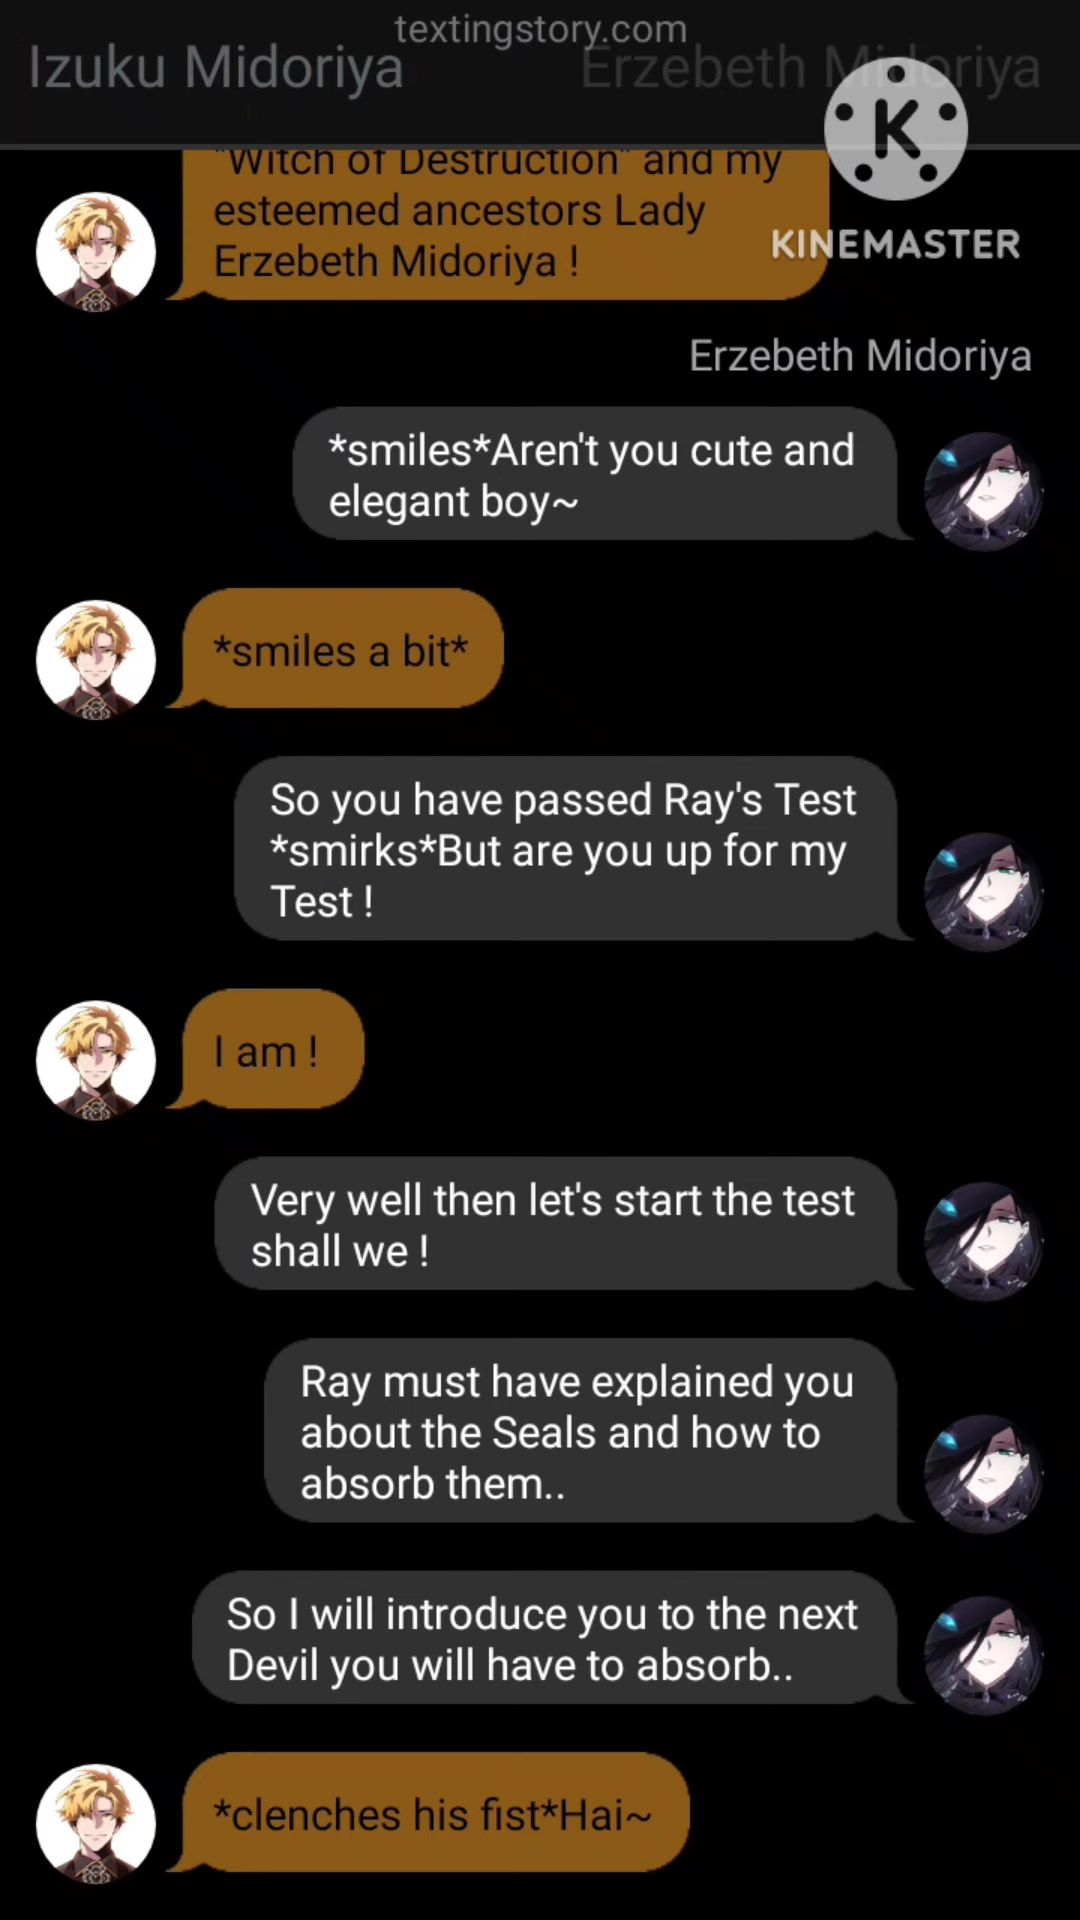 textingstory.com
Izuku Midoriya
Erzebeth Midoriya
K
KINEMASTER
"Witch of Destruction" and my
esteemed ancestors Lady
Erzebeth Midoriya !
Erzebeth Midoriya
*smiles*Aren't you cute and
elegant boy~
*smiles a bit*
So you have passed Ray's Test
*smirks*But are you up for my
Test !
I am !
Very well then let's start the test
shall we !
Ray must have explained you
about the Seals and how to
absorb them..
So I will introduce you to the next
Devil you will have to absorb..
*clenches his fist*Hai~